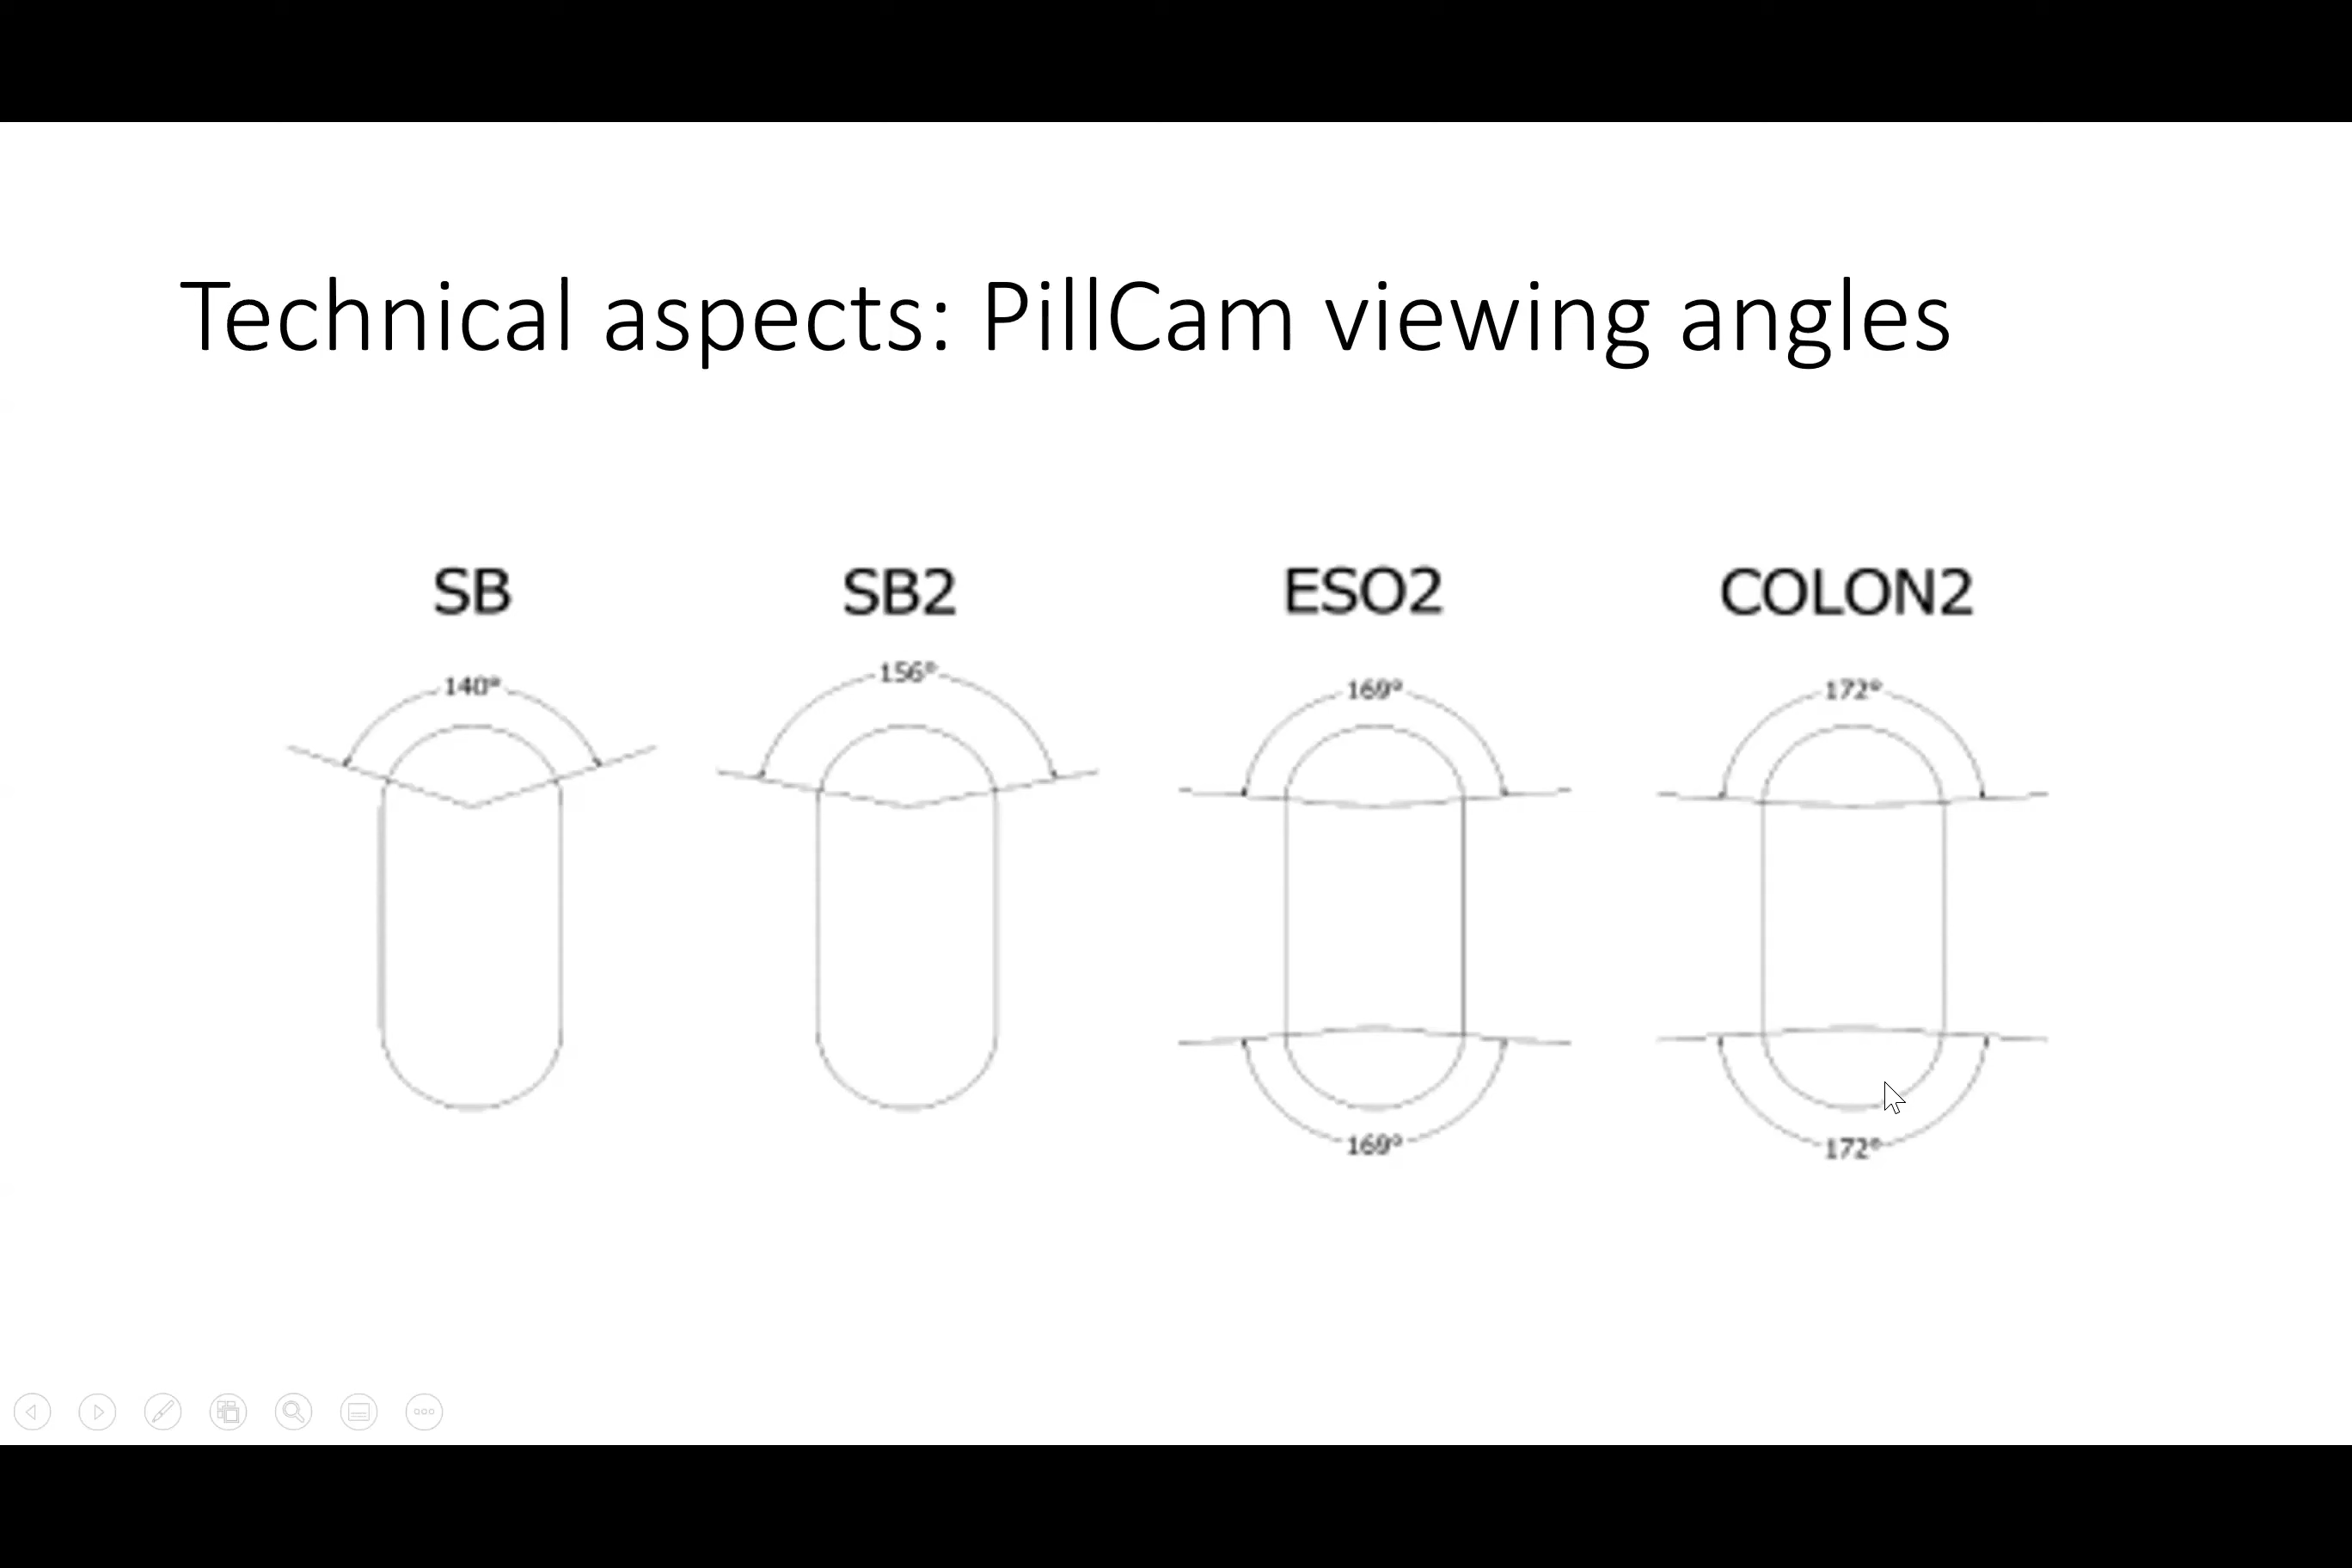 Technical aspects: PillCam viewing angles
SB SB2 ESO2 COLON2
140° 156° 169° 172°
169° 172°